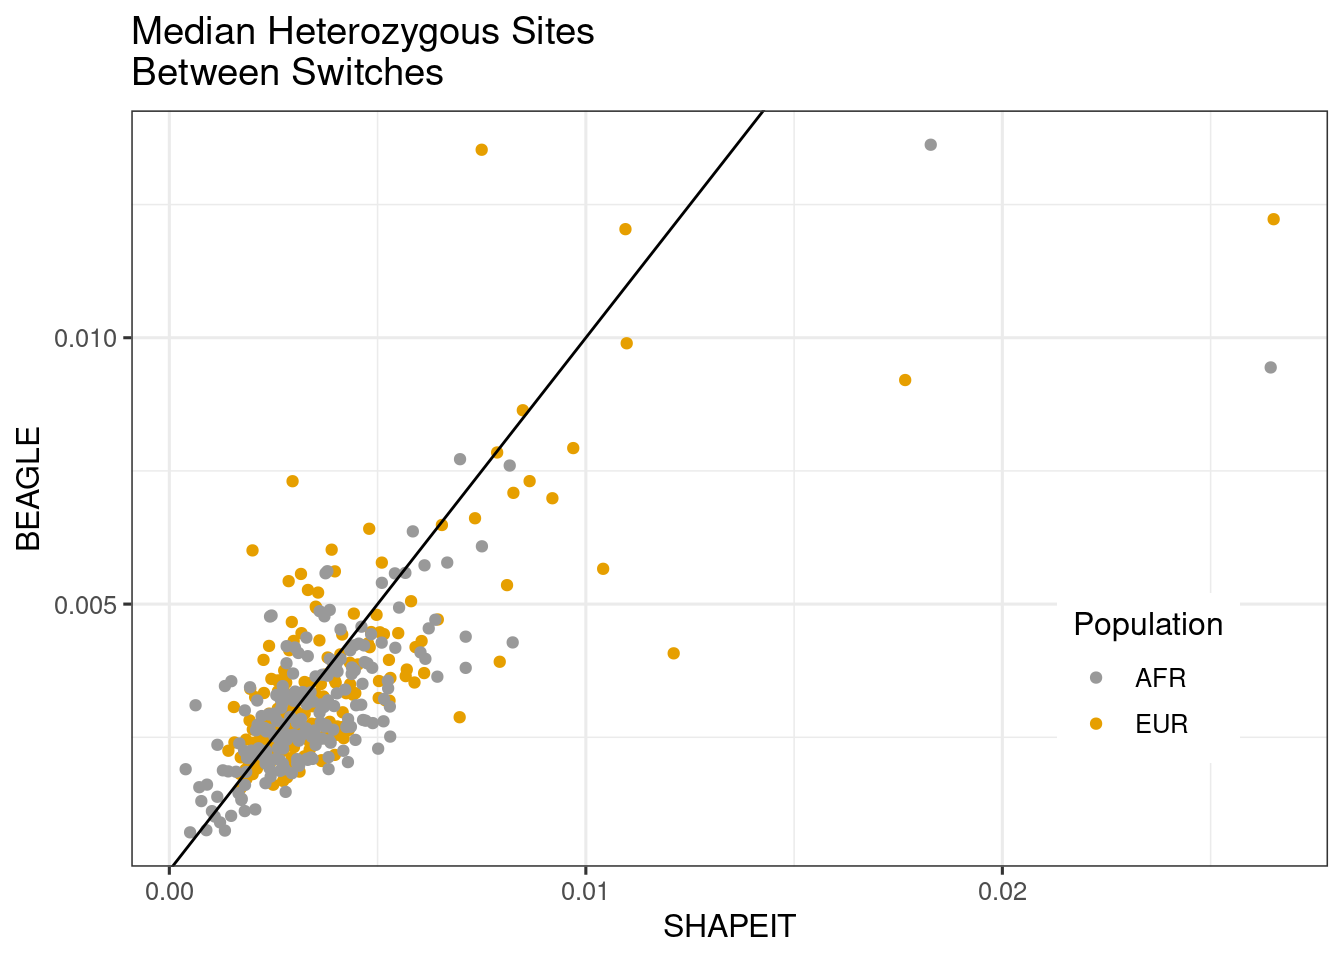 Median Heterozygous Sites
Between Switches
BEAGLE
0.010
0.005
0.00
0.01
0.02
SHAPEIT
Population
AFR
EUR